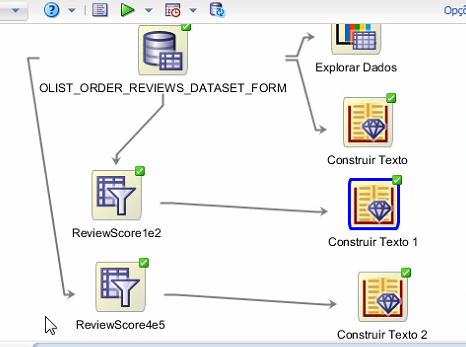 Opç
Explorar Dados
OLIST_ORDER_REVIEWS_DATASET_FORM
Construir Texto
ReviewScore1e2
Construir Texto 1
ReviewScore4e5
Construir Texto 2